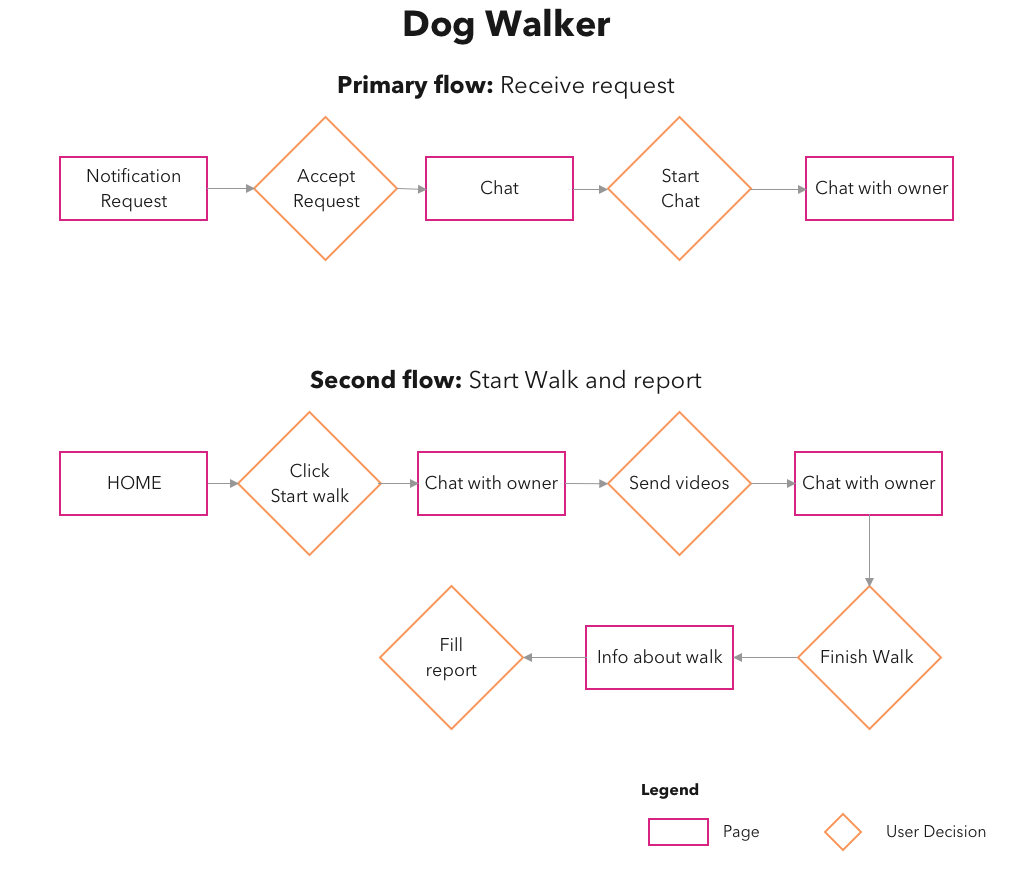 Dog Walker
Primary flow: Receive request
Notification
Request
Accept
Request
Chat
Start
Chat
Chat with owner
Second flow: Start Walk and report
HOME
Click
Start walk
Chat with owner
Send videos
Chat with owner
Finish Walk
Info about walk
Fill
report
Legend
Page
User Decision